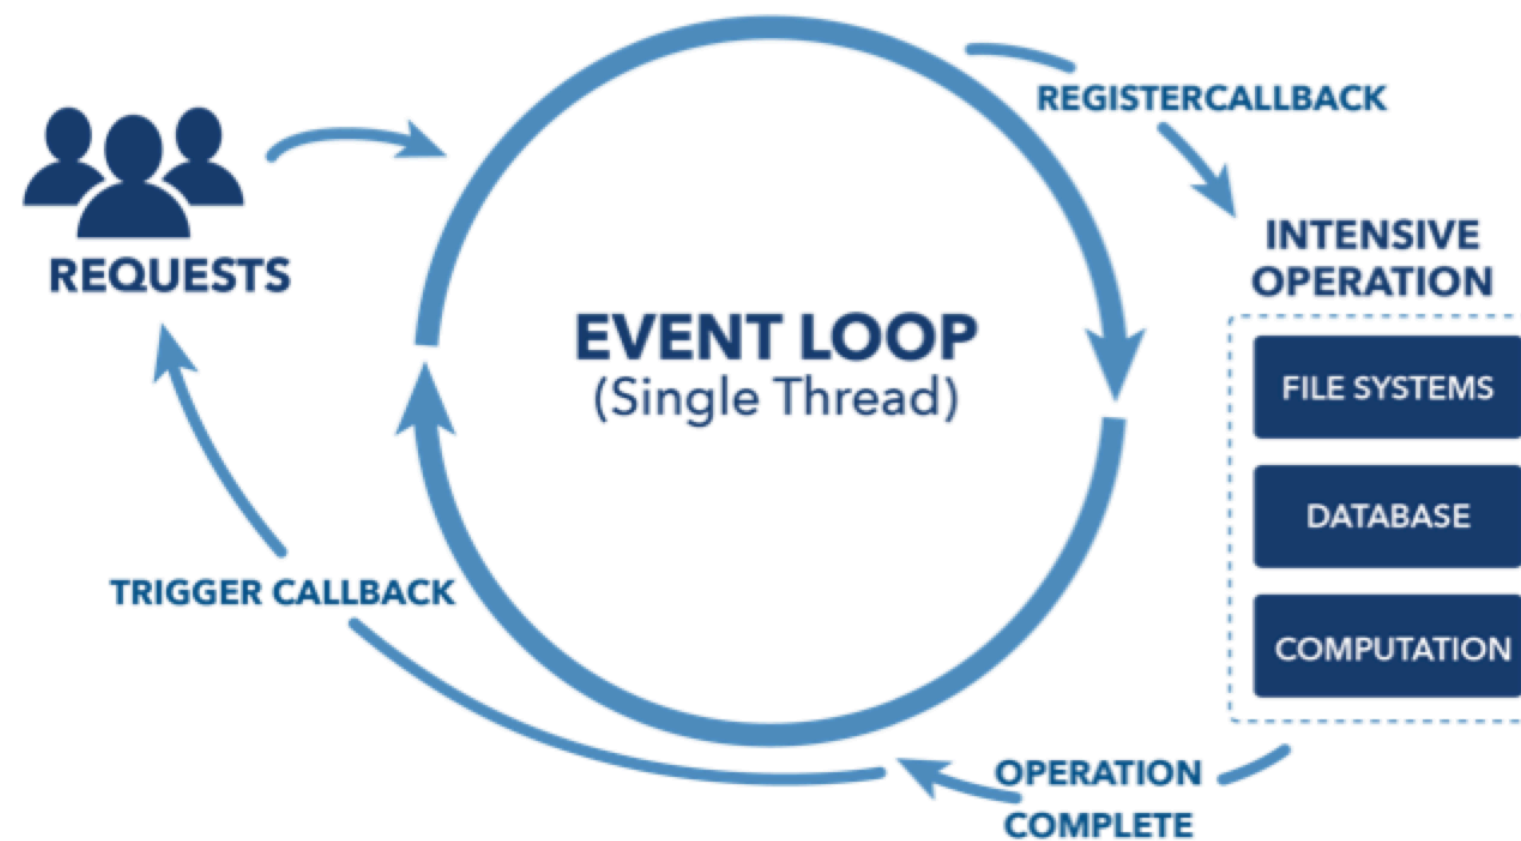 REGISTERCALLBACK
REQUESTS
INTENSIVE
OPERATION
EVENT LOOP
(Single Thread)
FILE SYSTEMS
DATABASE
COMPUTATION
TRIGGER CALLBACK
OPERATION
COMPLETE